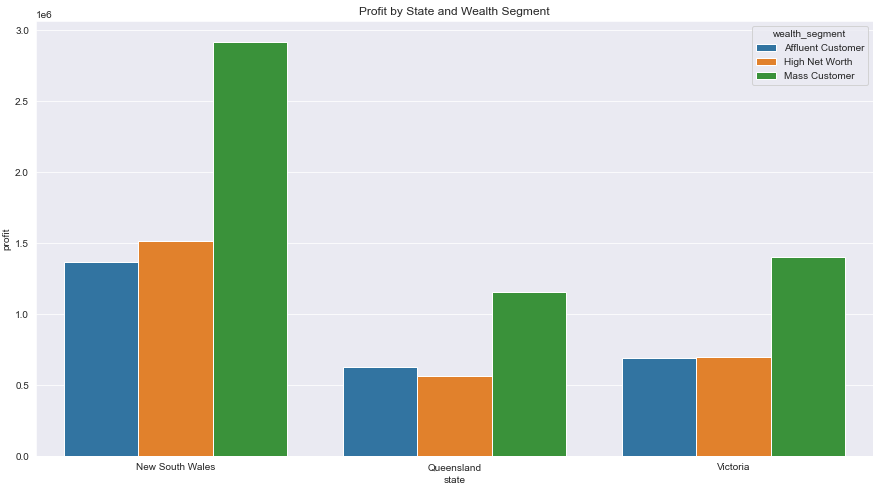 Profit by State and Wealth Segment
1e6
3.0
2.5
2.0
1.5
1.0
0.5
0.0
profit
wealth_segment
Affluent Customer
High Net Worth
Mass Customer
New South Wales
Queensland
Victoria
state